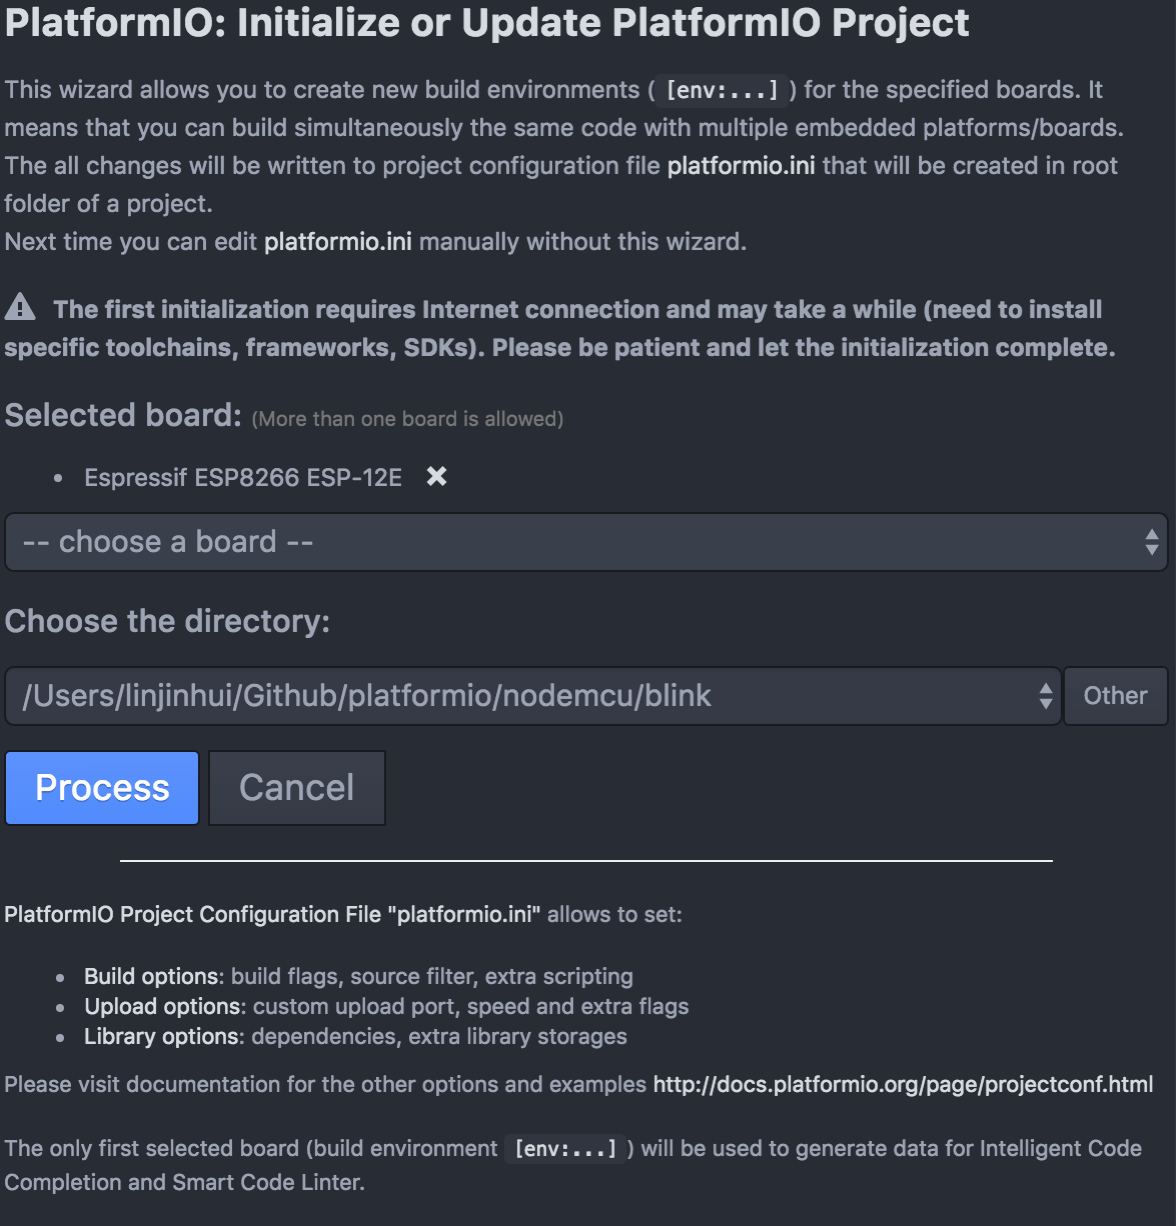 PlatformIO: Initialize or Update PlatformIO Project
This wizard allows you to create new build environments ( [env:...] ) for the specified boards. It
means that you can build simultaneously the same code with multiple embedded platforms/boards.
The all changes will be written to project configuration file platformio.ini that will be created in root
folder of a project.
Next time you can edit platformio.ini manually without this wizard.
The first initialization requires Internet connection and may take a while (need to install
specific toolchains, frameworks, SDKs). Please be patient and let the initialization complete.
Selected board: (More than one board is allowed)
• Espressif ESP8266 ESP-12E ✖
-- choose a board --
Choose the directory:
/Users/linjinhui/Github/platformio/nodemcu/blink Other
Process Cancel
PlatformIO Project Configuration File "platformio.ini" allows to set:
• Build options: build flags, source filter, extra scripting
• Upload options: custom upload port, speed and extra flags
• Library options: dependencies, extra library storages
Please visit documentation for the other options and examples http://docs.platformio.org/page/projectconf.html
The only first selected board (build environment [env:...] ) will be used to generate data for Intelligent Code
Completion and Smart Code Linter.